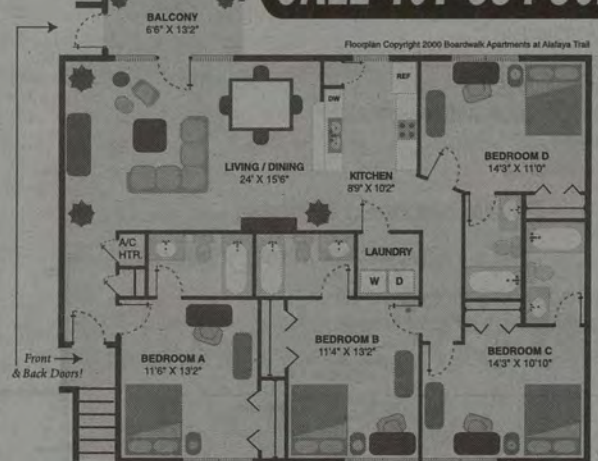 BALCONY
6'6" X 13'2"
Floorplan Copyright 2000 Boardwalk Apartments at Alafaya Trail
REF
DW
BEDROOM D
14'3" X 11'0"
LIVING / DINING
24' X 15'6"
KITCHEN
8'9" X 10'2"
A/C
HTR.
LAUNDRY
W D
Front
& Back Doors!
BEDROOM A
11'6" X 13'2"
BEDROOM B
11'4" X 13'2"
BEDROOM C
14'3" X 10'10"